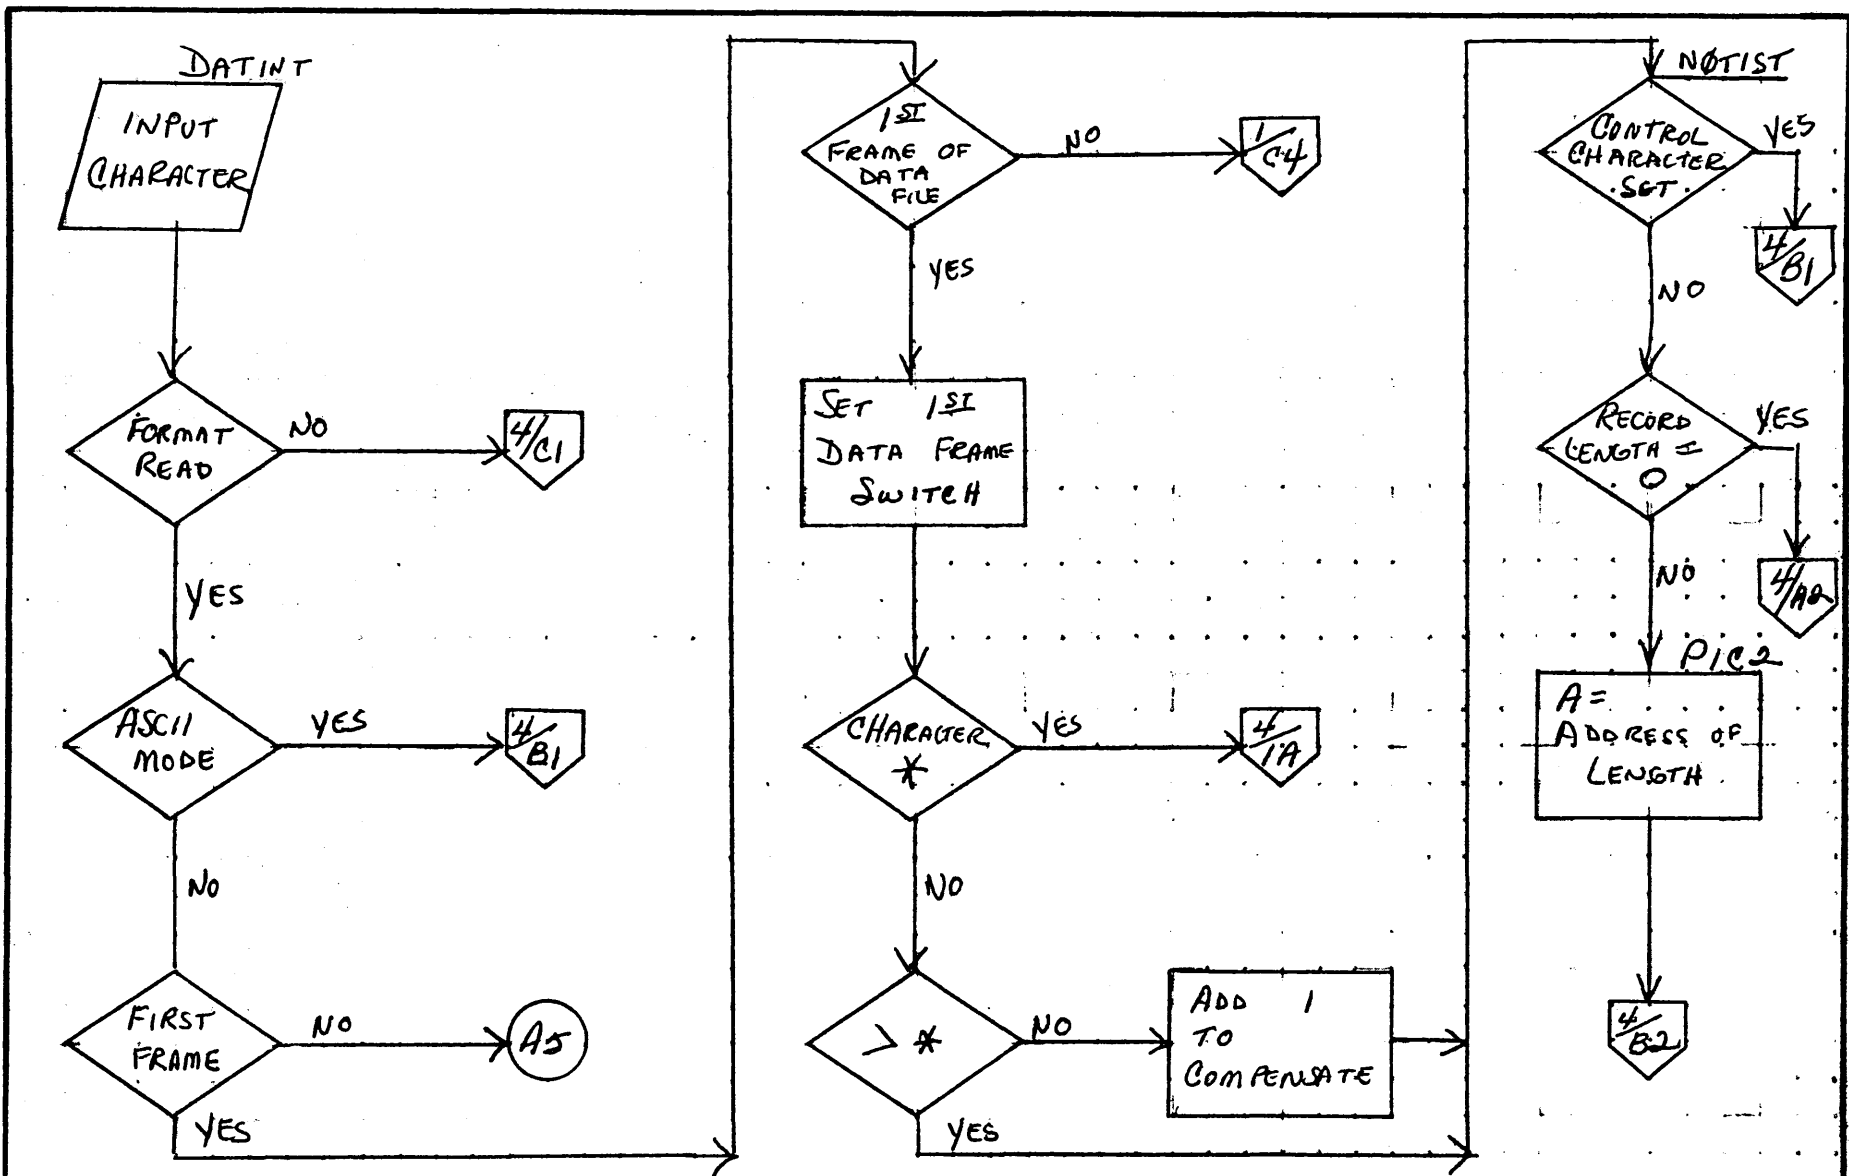 DATINT
INPUT
CHARACTER
FORMAT
READ
NO
4/C1
YES
ASCII
MODE
YES
4/B1
NO
FIRST
FRAME
NO
A5
YES
1ST
FRAME OF
DATA
FILE
NO
1/C4
YES
SET 1ST
DATA FRAME
SWITCH
CHARACTER
*
YES
4/1A
NO
> *
NO
ADD 1
TO
COMPENSATE
YES
NØTIST
CONTROL
CHARACTER
SET
YES
4/B1
NO
RECORD
LENGTH =
0
YES
4/A2
NO
PIC2
A=
ADDRESS OF
LENGTH
4/B2